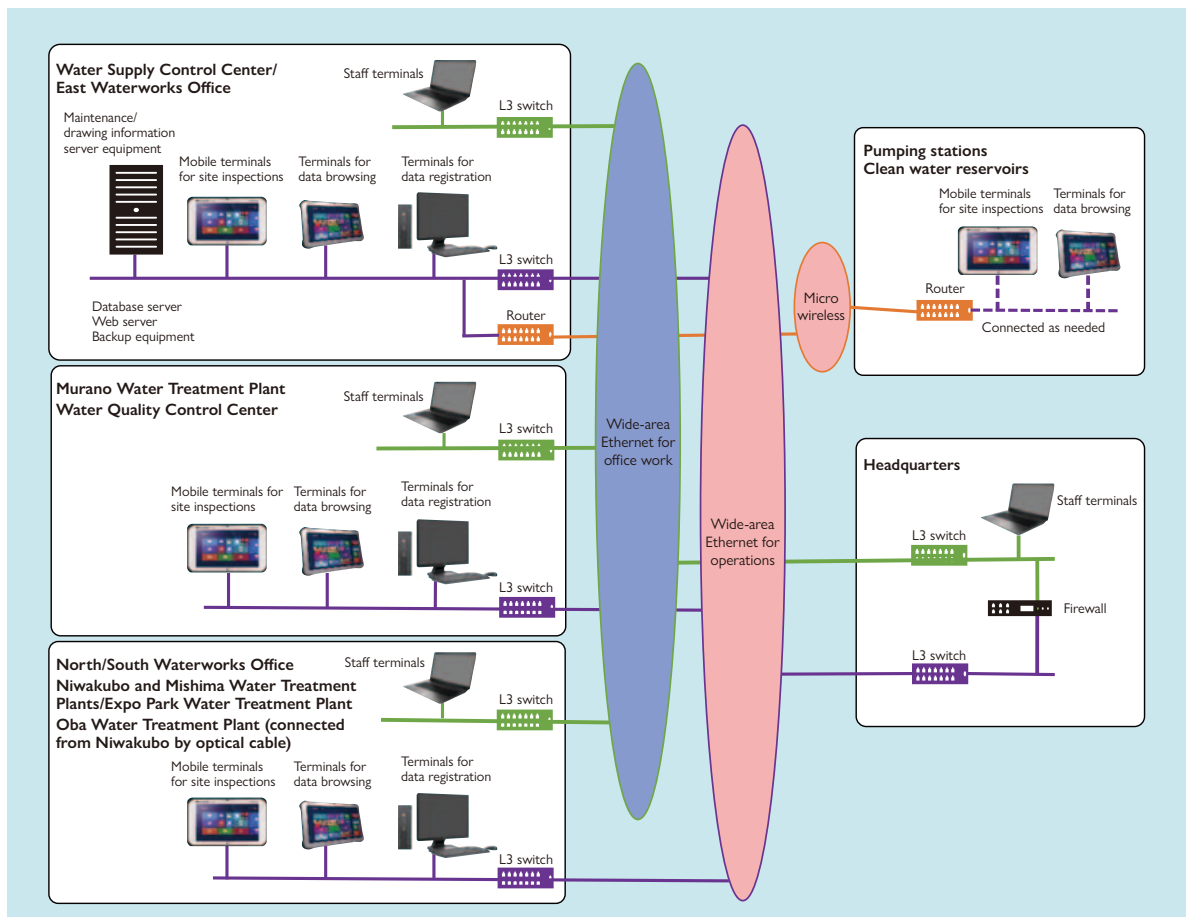 Water Supply Control Center/
East Waterworks Office
Staff terminals
L3 switch
Maintenance/
drawing information
server equipment
Mobile terminals
for site inspections
Terminals for
data browsing
Terminals for
data registration
L3 switch
Database server
Web server
Backup equipment
Router
Murano Water Treatment Plant
Water Quality Control Center
Staff terminals
L3 switch
Mobile terminals for
site inspections
Terminals for
data browsing
Terminals for
data registration
L3 switch
North/South Waterworks Office
Niwakubo and Mishima Water Treatment
Plants/Expo Park Water Treatment Plant
Oba Water Treatment Plant (connected
from Niwakubo by optical cable)
Staff terminals
L3 switch
Mobile terminals
for site inspections
Terminals for
data browsing
Terminals for
data registration
L3 switch
Wide-area
Ethernet for
office work
Wide-area
Ethernet for
operations
Micro
wireless
Pumping stations
Clean water reservoirs
Mobile terminals
for site inspections
Terminals for
data browsing
Router
Connected as needed
Headquarters
Staff terminals
L3 switch
Firewall
L3 switch